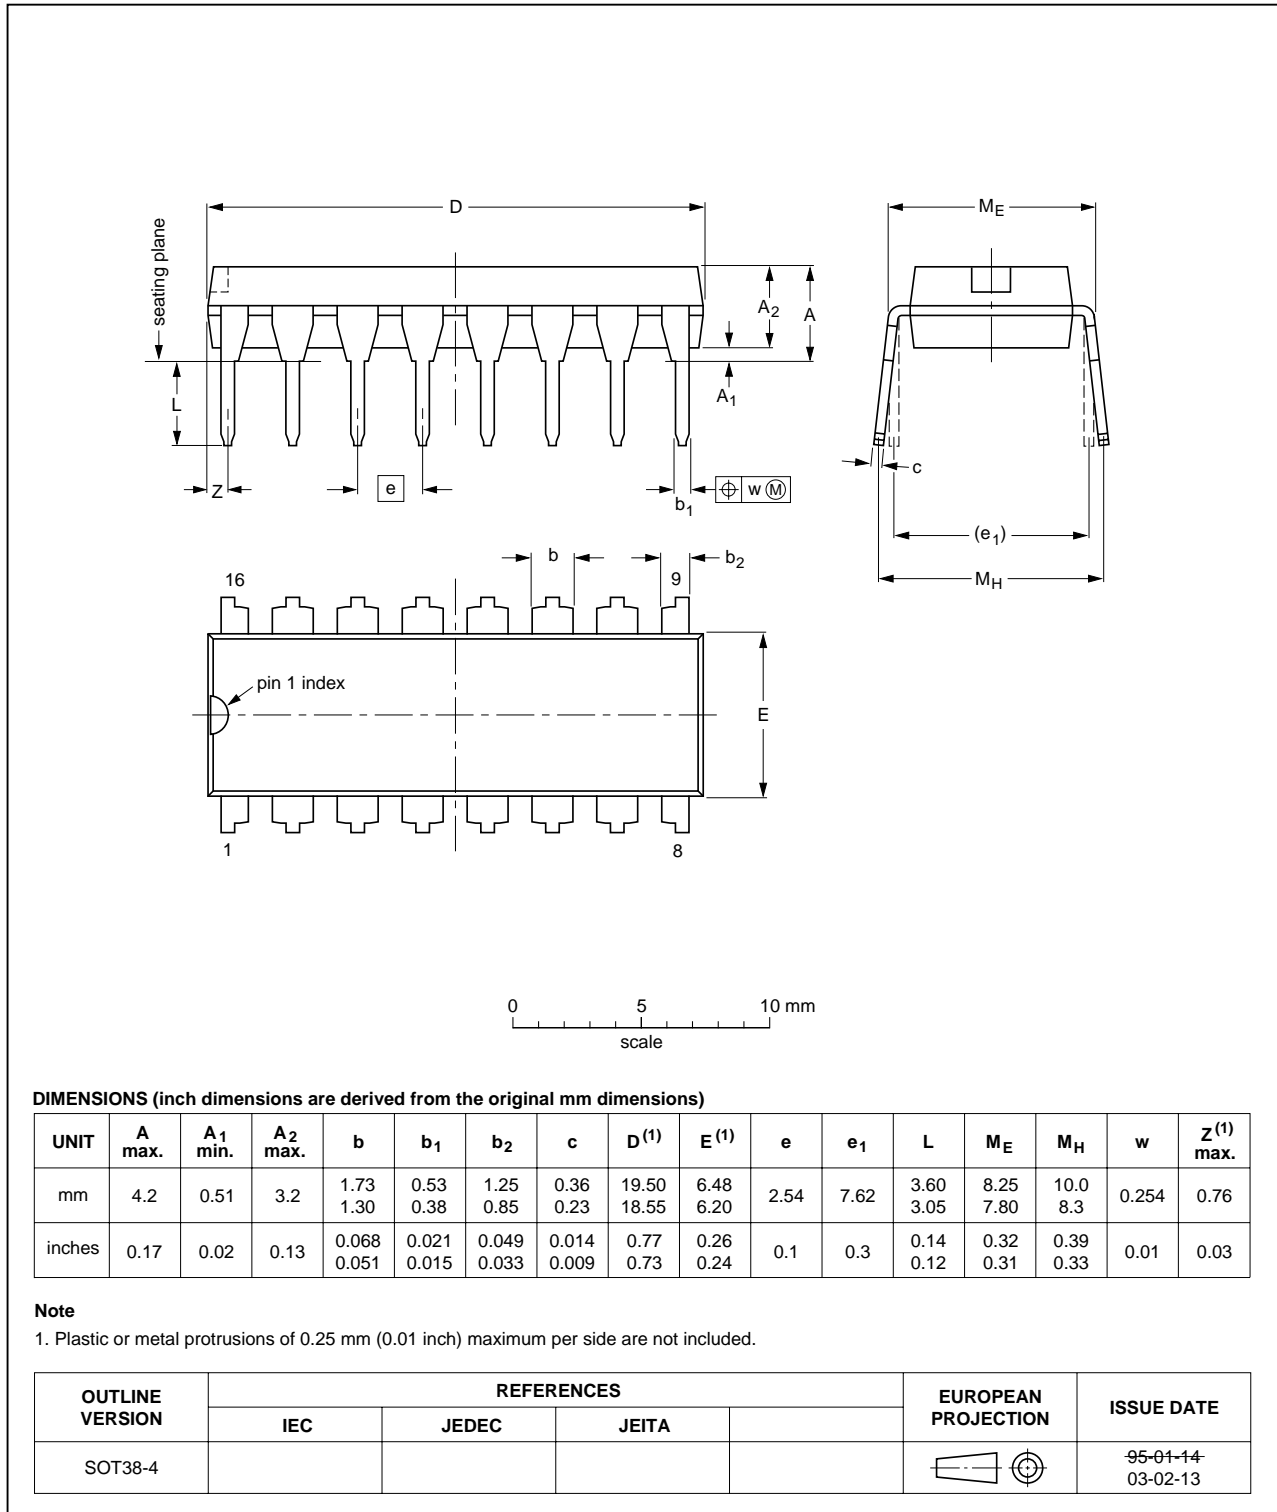 D
M_E
seating plane
A_2
A
L
A_1
c
Z
e
b_1
w M
(e_1)
b
b_2
M_H
16
9
pin 1 index
E
1
8
0 5 10 mm
scale
DIMENSIONS (inch dimensions are derived from the original mm dimensions)
UNIT A max. A1 min. A2 max. b b1 b2 c D(1) E(1) e e1 L ME MH w Z(1) max.
mm 4.2 0.51 3.2 1.73 1.30 0.53 0.38 1.25 0.85 0.36 0.23 19.50 18.55 6.48 6.20 2.54 7.62 3.60 3.05 8.25 7.80 10.0 8.3 0.254 0.76
inches 0.17 0.02 0.13 0.068 0.051 0.021 0.015 0.049 0.033 0.014 0.009 0.77 0.73 0.26 0.24 0.1 0.3 0.14 0.12 0.32 0.31 0.39 0.33 0.01 0.03
Note
1. Plastic or metal protrusions of 0.25 mm (0.01 inch) maximum per side are not included.
OUTLINE VERSION REFERENCES EUROPEAN PROJECTION ISSUE DATE
IEC JEDEC JEITA
SOT38-4 95-01-14
03-02-13